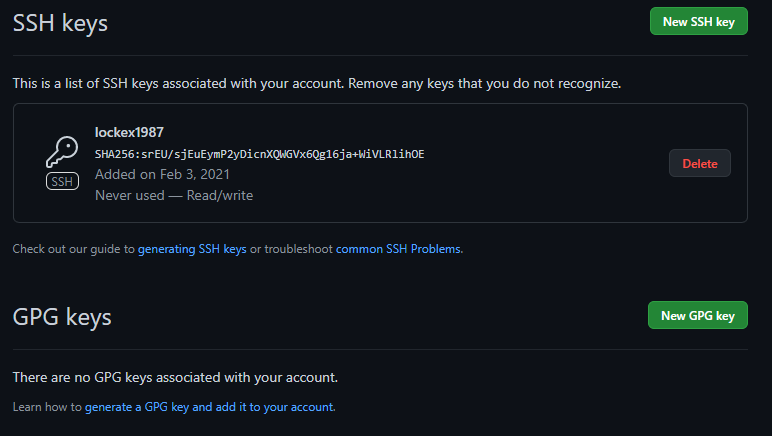 SSH keys
New SSH key
This is a list of SSH keys associated with your account. Remove any keys that you do not recognize.
lockex1987
SHA256:srEU/sjEuEymP2yDicnXQWGVx6Qg16ja+WiVLRlihOE
Added on Feb 3, 2021
Never used — Read/write
SSH
Delete
Check out our guide to generating SSH keys or troubleshoot common SSH Problems.
GPG keys
New GPG key
There are no GPG keys associated with your account.
Learn how to generate a GPG key and add it to your account.